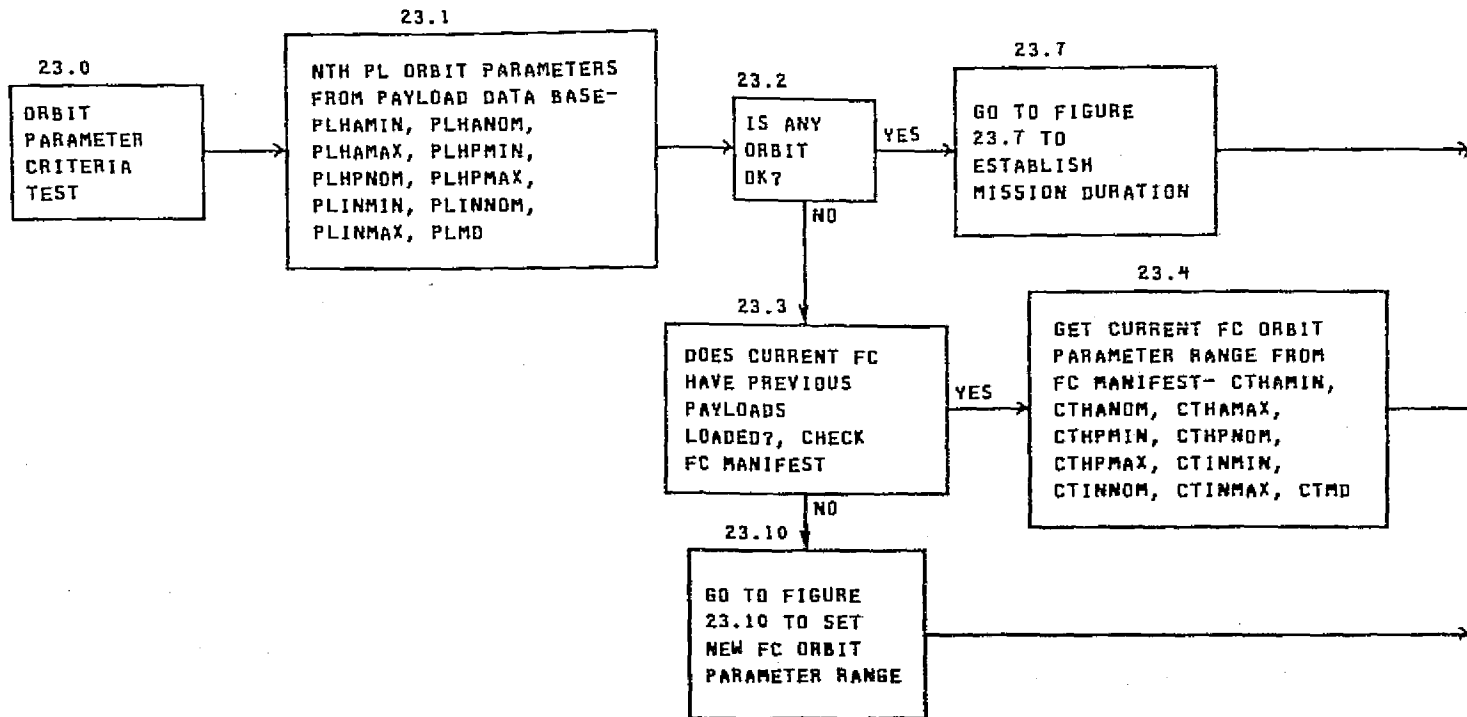 23.0
ORBIT
PARAMETER
CRITERIA
TEST
23.1
NTH PL ORBIT PARAMETERS
FROM PAYLOAD DATA BASE-
PLHAMIN, PLHANOM,
PLHAMAX, PLHPMIN,
PLHPNOM, PLHPMAX,
PLINMIN, PLINNOM,
PLINMAX, PLMD
23.2
IS ANY
ORBIT
OK?
YES
NO
23.7
GO TO FIGURE
23.7 TO
ESTABLISH
MISSION DURATION
23.3
DOES CURRENT FC
HAVE PREVIOUS
PAYLOADS
LOADED?, CHECK
FC MANIFEST
YES
NO
23.4
GET CURRENT FC ORBIT
PARAMETER RANGE FROM
FC MANIFEST- CTHAMIN,
CTHANOM, CTHAMAX,
CTHPMIN, CTHPNOM,
CTHPMAX, CTINMIN,
CTINNOM, CTINMAX, CTMD
23.10
GO TO FIGURE
23.10 TO SET
NEW FC ORBIT
PARAMETER RANGE